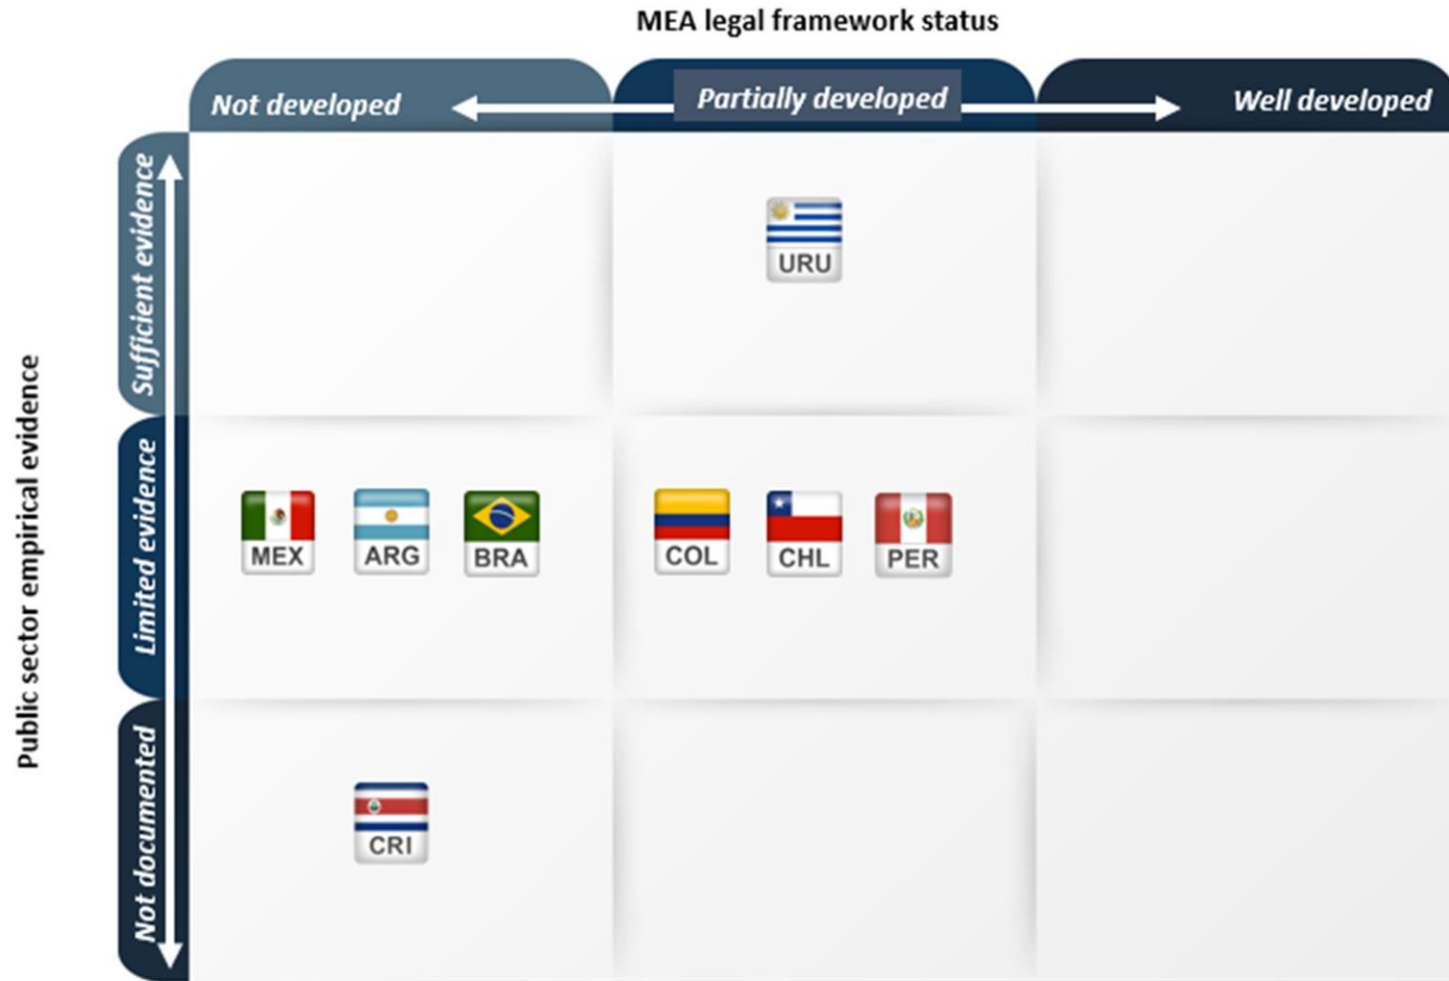 MEA legal framework status
Not developed
Partially developed
Well developed
Public sector empirical evidence
Sufficient evidence
URU
Limited evidence
MEX
ARG
BRA
COL
CHL
PER
Not documented
CRI